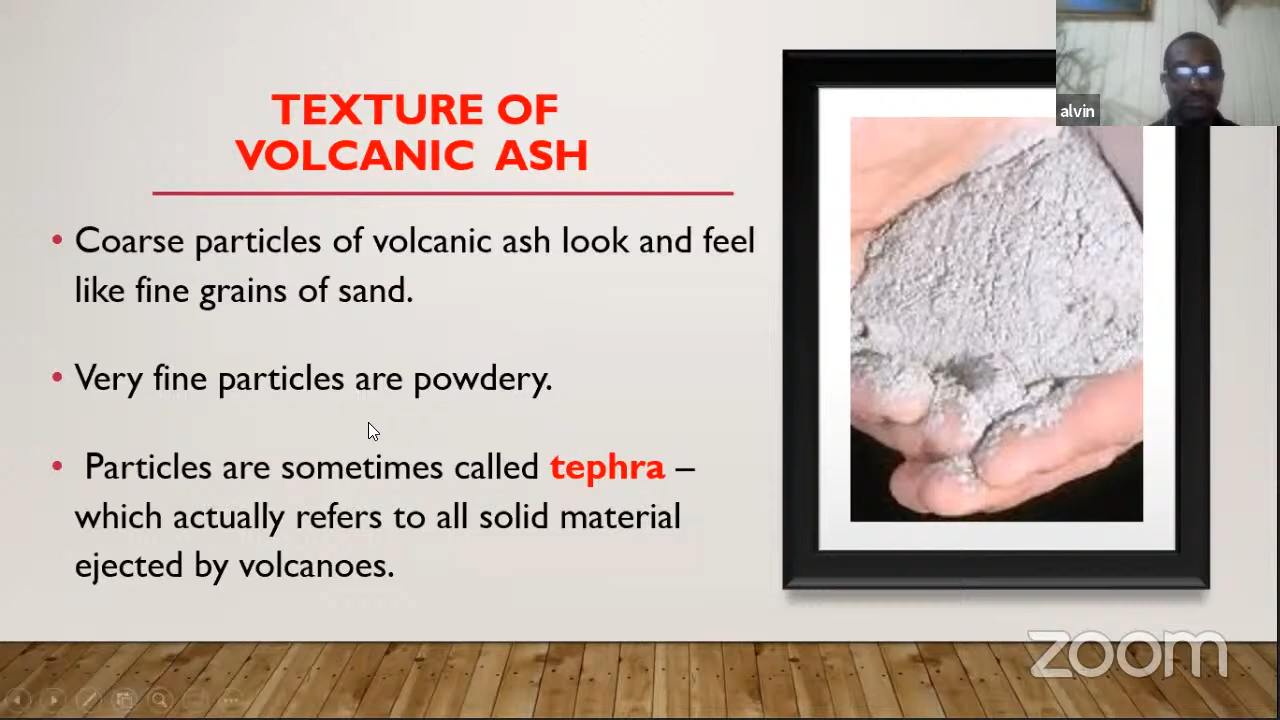 TEXTURE OF
VOLCANIC ASH
• Coarse particles of volcanic ash look and feel
like fine grains of sand.
• Very fine particles are powdery.
• Particles are sometimes called tephra –
which actually refers to all solid material
ejected by volcanoes.
alvin
zoom